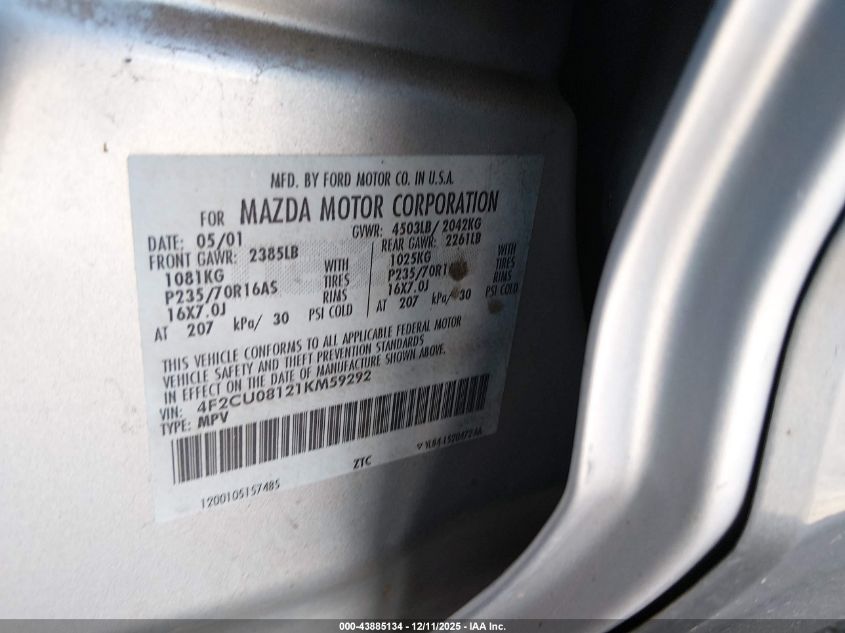 MFD. BY FORD MOTOR CO. IN U.S.A.
FOR MAZDA MOTOR CORPORATION
DATE: 05/01 GVWR: 4503LB/ 2042KG
FRONT GAWR: 2385LB REAR GAWR: 2261LB
1081KG WITH 1025KG WITH
P235/70R16AS TIRES P235/70R16 TIRES
16X7.0J RIMS 16X7.0J RIMS
AT 207 kPa/ 30 PSI COLD AT 207 kPa/ 30 PSI COLD
THIS VEHICLE CONFORMS TO ALL APPLICABLE FEDERAL MOTOR
VEHICLE SAFETY AND THEFT PREVENTION STANDARDS
IN EFFECT ON THE DATE OF MANUFACTURE SHOWN ABOVE.
VIN: 4F2CU08121KM59292
TYPE: MPV
ZTC
1200105157485
000-43885134 - 12/11/2025 - IAA Inc.